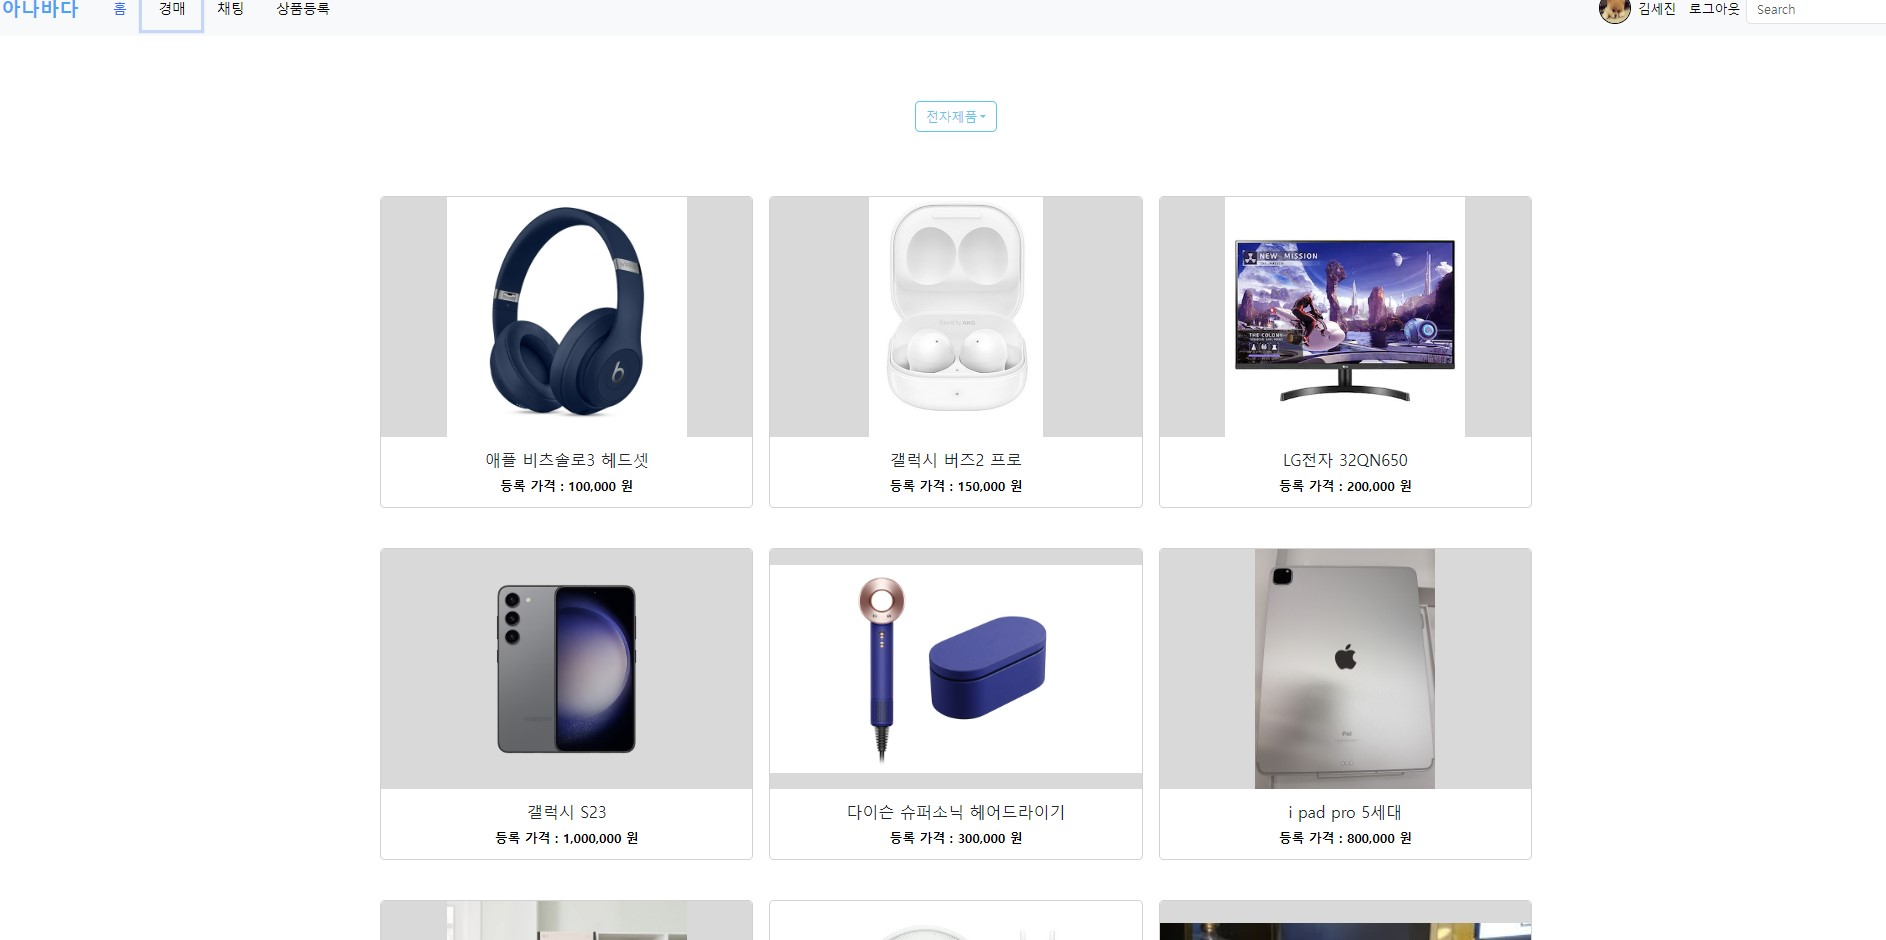 아나바다 홈 경매 채팅 상품등록 김세진 로그아웃 Search
전자제품
NEW MISSION
THE COLONY
애플 비츠솔로3 헤드셋
등록 가격 : 100,000 원
갤럭시 버즈2 프로
등록 가격 : 150,000 원
LG전자 32QN650
등록 가격 : 200,000 원
iPad
갤럭시 S23
등록 가격 : 1,000,000 원
다이슨 슈퍼소닉 헤어드라이기
등록 가격 : 300,000 원
i pad pro 5세대
등록 가격 : 800,000 원